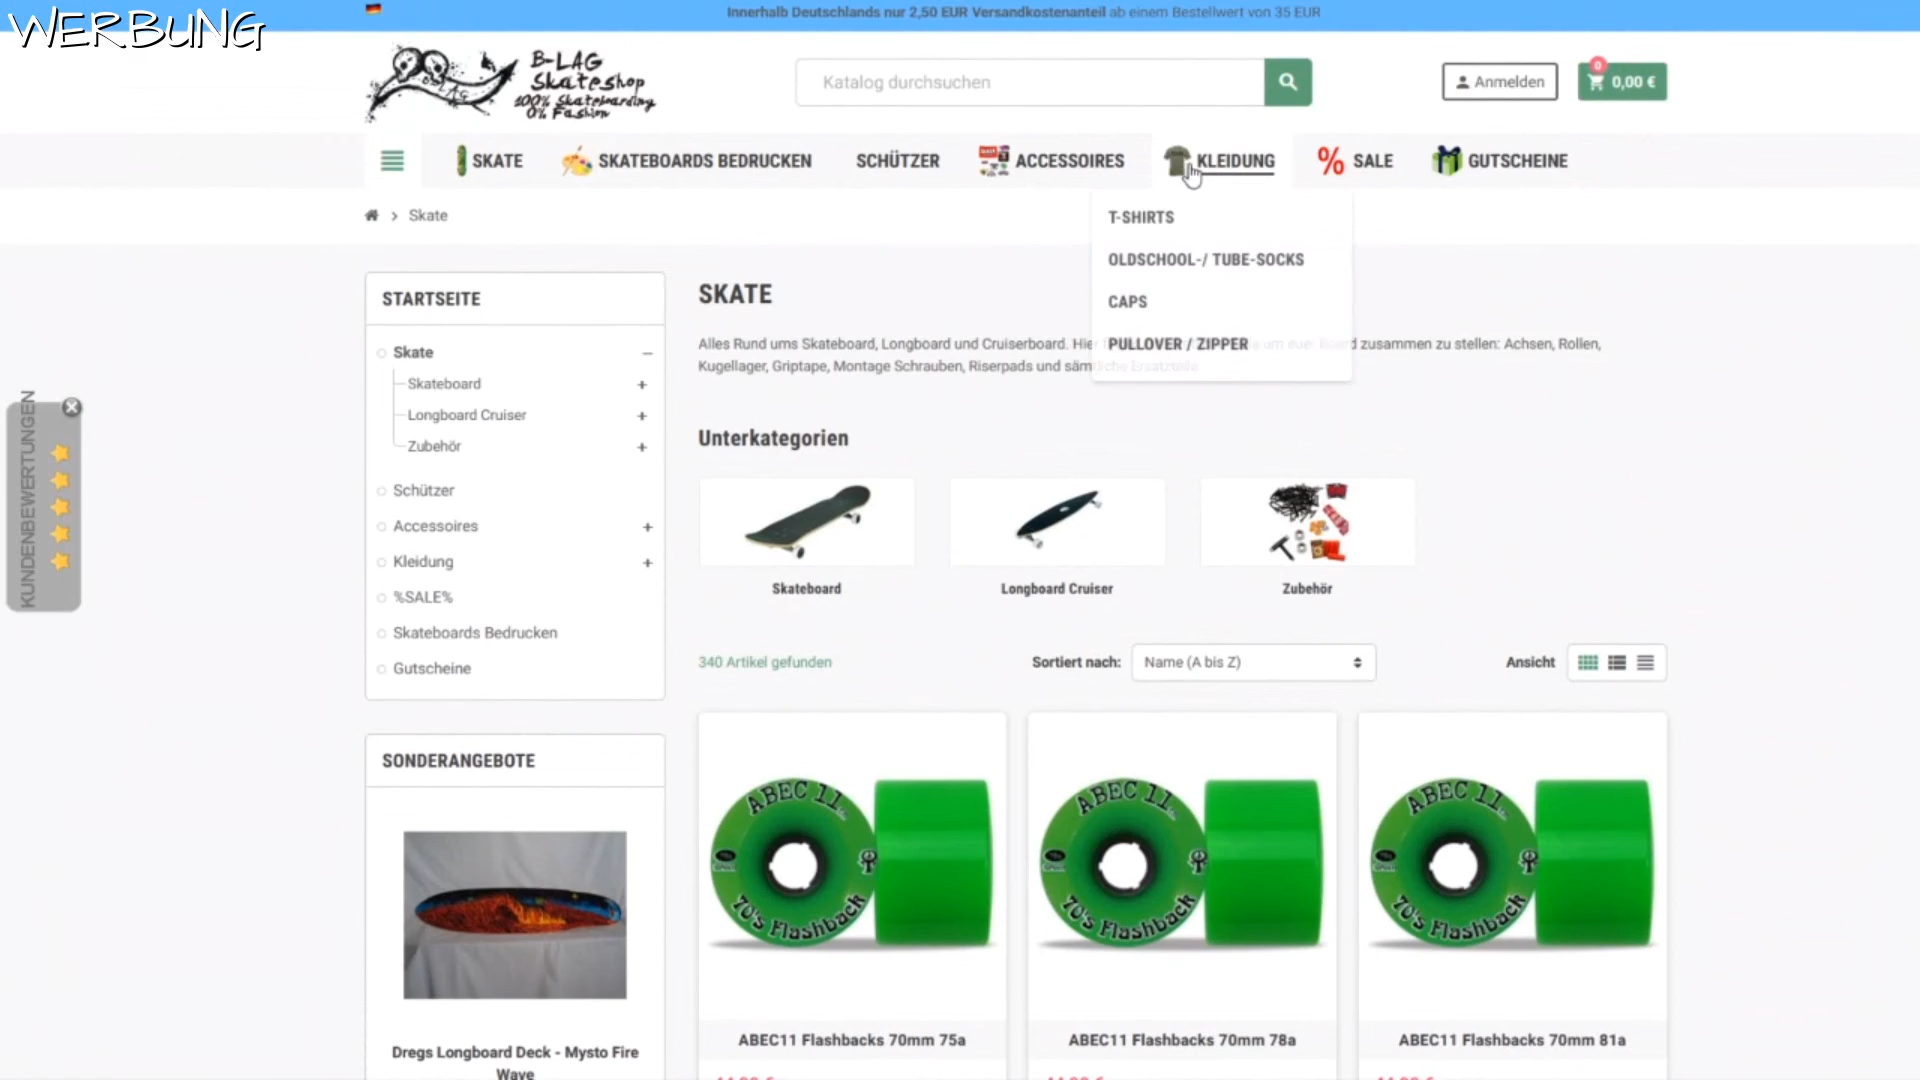 WERBUNG
Innerhalb Deutschlands nur 2,50 EUR Versandkostenanteil ab einem Bestellwert von 35 EUR
B-LAG
Skateshop
100% Skateboarding
0% Fashion
Katalog durchsuchen
Anmelden
0
0,00 €
SKATE
SKATEBOARDS BEDRUCKEN
SCHÜTZER
ACCESSOIRES
KLEIDUNG
% SALE
GUTSCHEINE
> Skate
T-SHIRTS
OLDSCHOOL-/ TUBE-SOCKS
CAPS
PULLOVER / ZIPPER
STARTSEITE
Skate
Skateboard
Longboard Cruiser
Zubehör
Schützer
Accessoires
Kleidung
%SALE%
Skateboards Bedrucken
Gutscheine
KUNDENBEWERTUNGEN
SKATE
Alles Rund ums Skateboard, Longboard und Cruiserboard. Hier um euer Board zusammen zu stellen: Achsen, Rollen,
Kugellager, Griptape, Montage Schrauben, Riserpads und sämtliche Ersatzteile
Unterkategorien
Skateboard
Longboard Cruiser
Zubehör
340 Artikel gefunden
Sortiert nach:
Name (A bis Z)
Ansicht
SONDERANGEBOTE
Dregs Longboard Deck - Mysto Fire
Wave
ABEC 11
70's Flashback
ABEC11 Flashbacks 70mm 75a
ABEC 11
70's Flashback
ABEC11 Flashbacks 70mm 78a
ABEC 11
70's Flashback
ABEC11 Flashbacks 70mm 81a